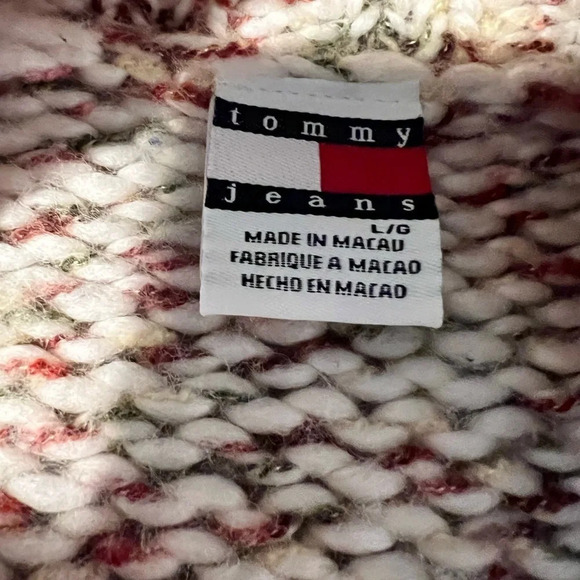 tommy
jeans
L/G
MADE IN MACAU
FABRIQUE A MACAO
HECHO EN MACAO